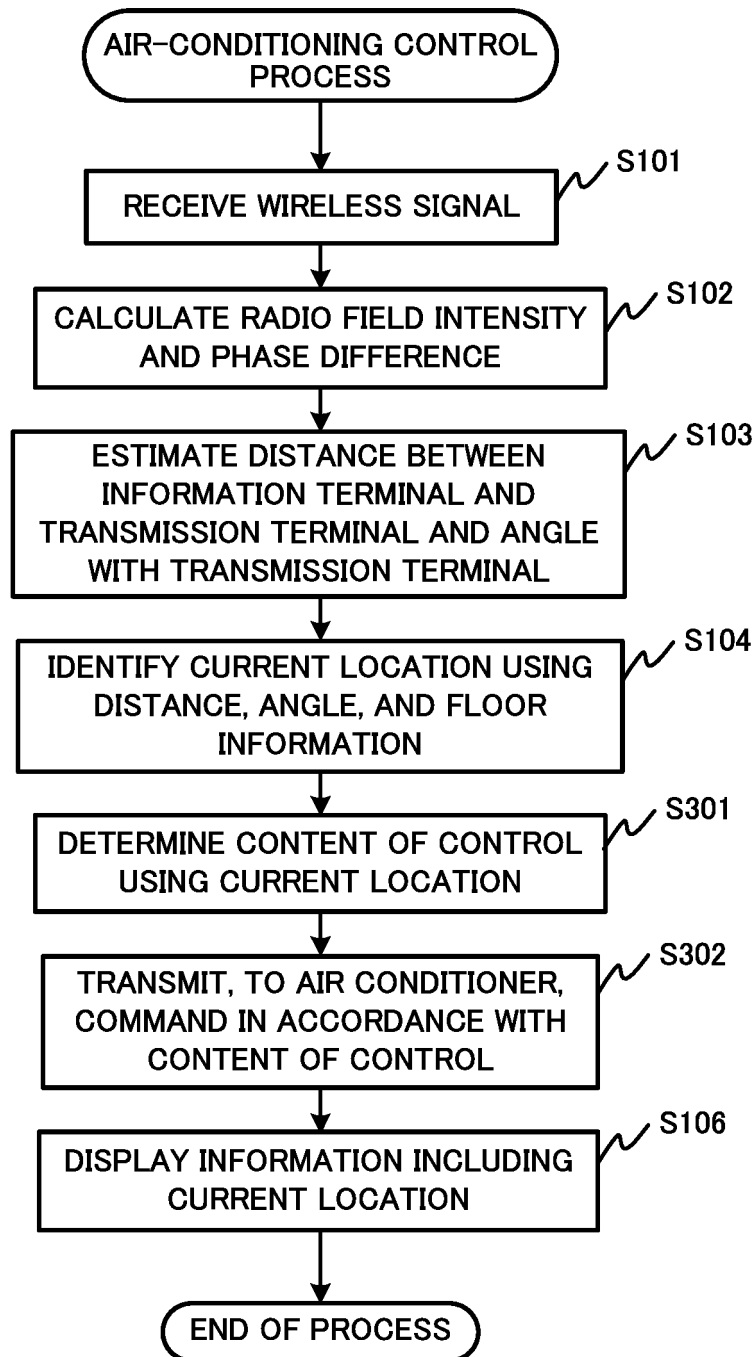 AIR-CONDITIONING CONTROL
PROCESS
S101
RECEIVE WIRELESS SIGNAL
S102
CALCULATE RADIO FIELD INTENSITY
AND PHASE DIFFERENCE
S103
ESTIMATE DISTANCE BETWEEN
INFORMATION TERMINAL AND
TRANSMISSION TERMINAL AND ANGLE
WITH TRANSMISSION TERMINAL
S104
IDENTIFY CURRENT LOCATION USING
DISTANCE, ANGLE, AND FLOOR
INFORMATION
S301
DETERMINE CONTENT OF CONTROL
USING CURRENT LOCATION
S302
TRANSMIT, TO AIR CONDITIONER,
COMMAND IN ACCORDANCE WITH
CONTENT OF CONTROL
S106
DISPLAY INFORMATION INCLUDING
CURRENT LOCATION
END OF PROCESS